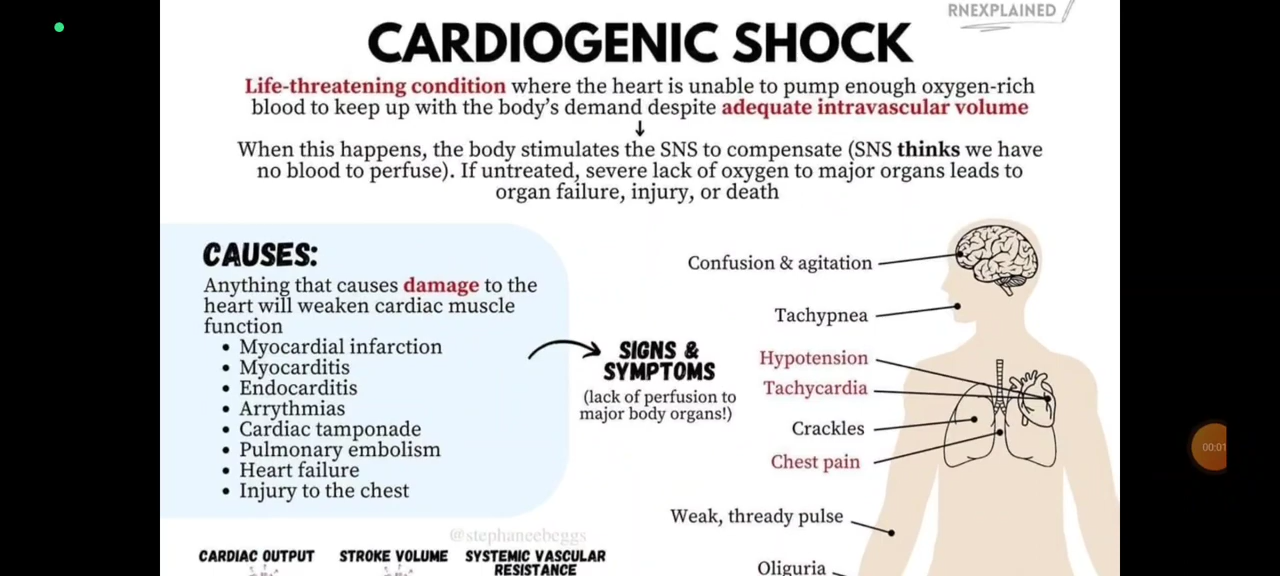 RNEXPLAINED
CARDIOGENIC SHOCK
Life-threatening condition where the heart is unable to pump enough oxygen-rich
blood to keep up with the body's demand despite adequate intravascular volume
↓
When this happens, the body stimulates the SNS to compensate (SNS thinks we have
no blood to perfuse). If untreated, severe lack of oxygen to major organs leads to
organ failure, injury, or death
CAUSES:
Anything that causes damage to the
heart will weaken cardiac muscle
function
• Myocardial infarction
• Myocarditis
• Endocarditis
• Arrythmias
• Cardiac tamponade
• Pulmonary embolism
• Heart failure
• Injury to the chest
SIGNS &
SYMPTOMS
(lack of perfusion to
major body organs!)
Confusion & agitation
Tachypnea
Hypotension
Tachycardia
Crackles
Chest pain
Weak, thready pulse
Oliguria
@stephaneebeggs
CARDIAC OUTPUT
STROKE VOLUME
SYSTEMIC VASCULAR
RESISTANCE
00:01